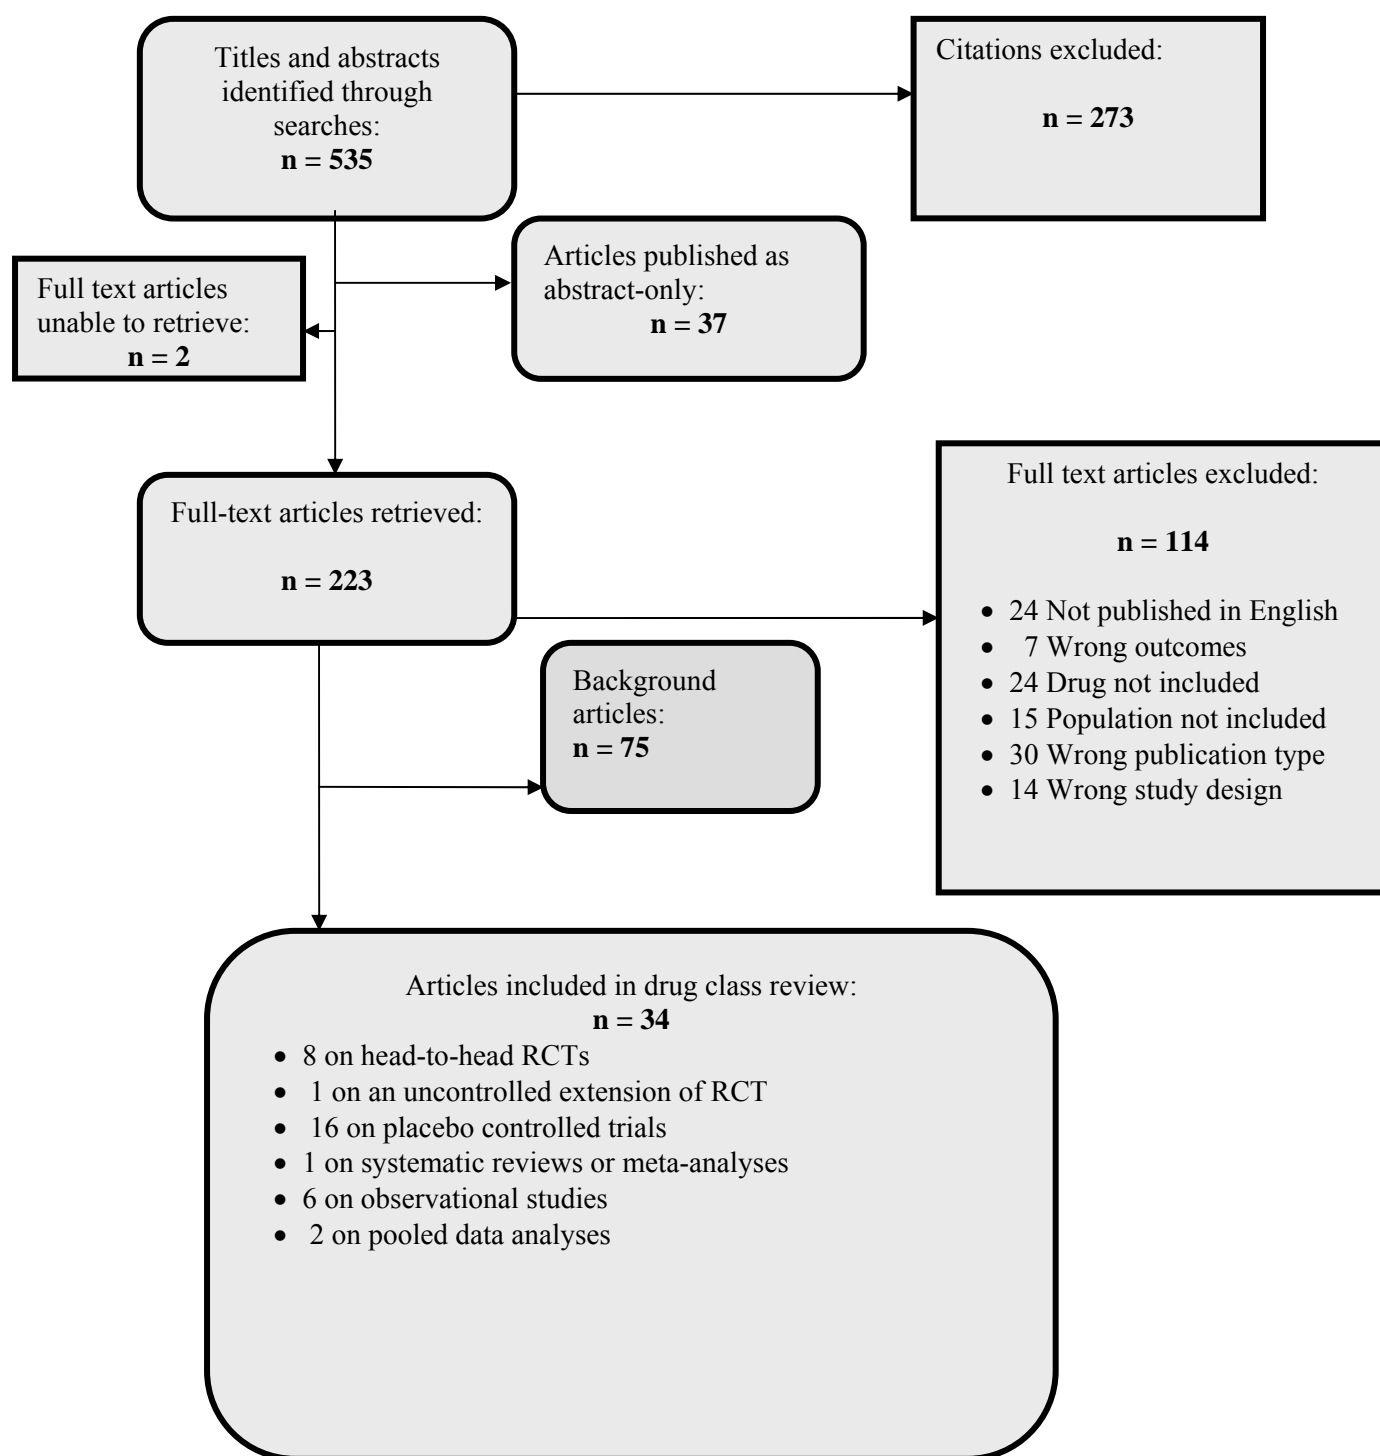 Titles and abstracts
identified through
searches:
n = 535
Citations excluded:
n = 273
Articles published as
abstract-only:
n = 37
Full text articles
unable to retrieve:
n = 2
Full-text articles retrieved:
n = 223
Full text articles excluded:
n = 114
• 24 Not published in English
• 7 Wrong outcomes
• 24 Drug not included
• 15 Population not included
• 30 Wrong publication type
• 14 Wrong study design
Background
articles:
n = 75
Articles included in drug class review:
n = 34
• 8 on head-to-head RCTs
• 1 on an uncontrolled extension of RCT
• 16 on placebo controlled trials
• 1 on systematic reviews or meta-analyses
• 6 on observational studies
• 2 on pooled data analyses